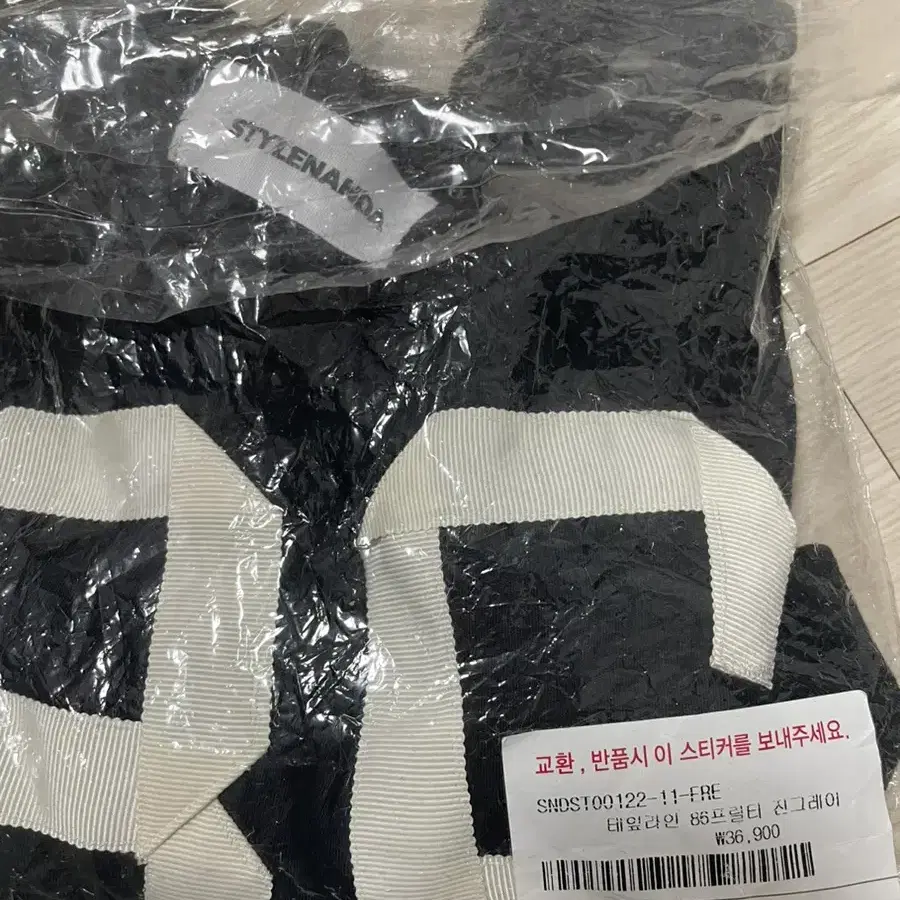 STYLENANDA
교환 , 반품시 이 스티커를 보내주세요.
SNDST00122-11-FRE
테잎라인 85프릴티 진그레이
₩36,900